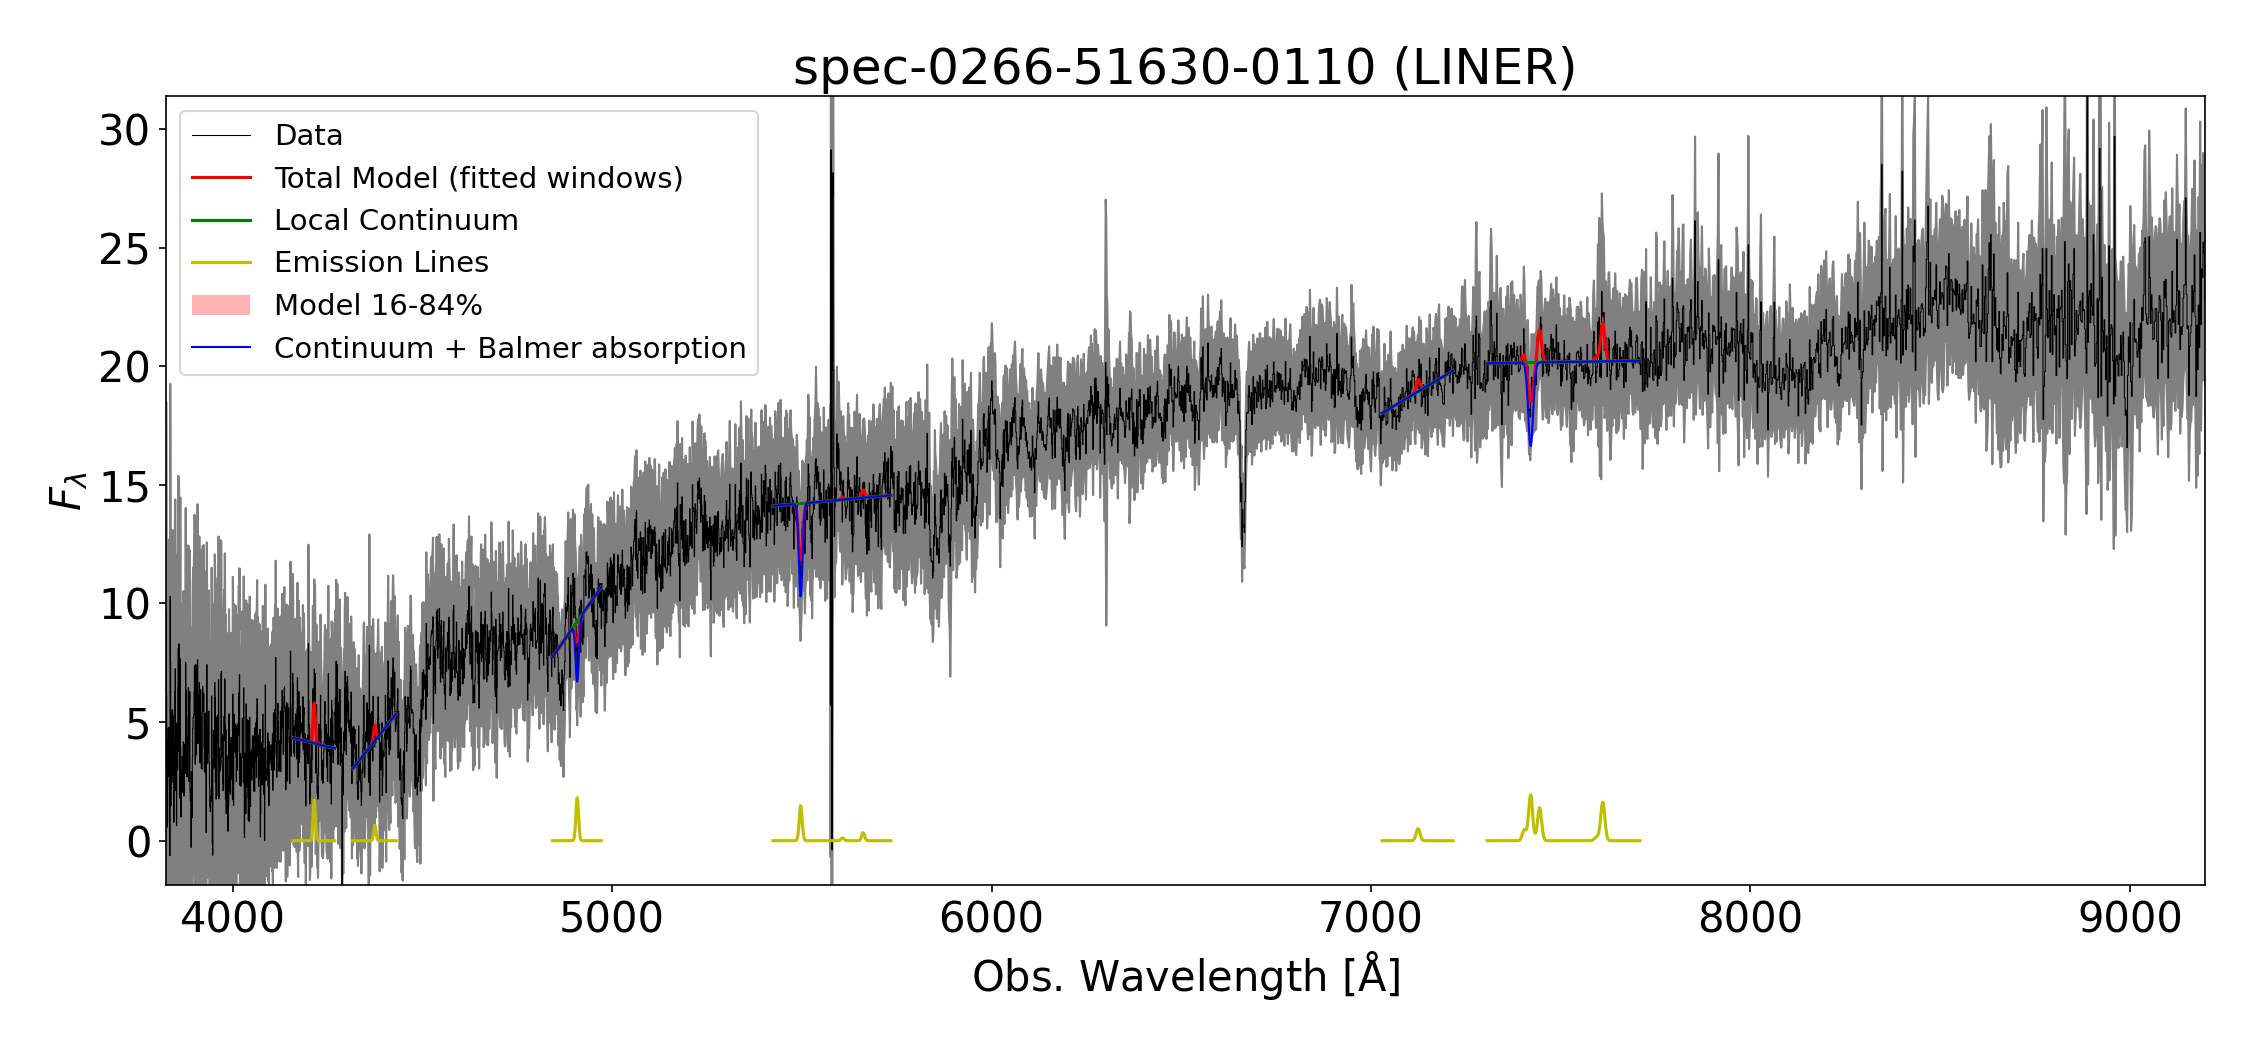 spec-0266-51630-0110 (LINER)
Data
Total Model (fitted windows)
Local Continuum
Emission Lines
Model 16-84%
Continuum + Balmer absorption
30
25
20
15
10
5
0
Fλ
4000 5000 6000 7000 8000 9000
Obs. Wavelength [Å]